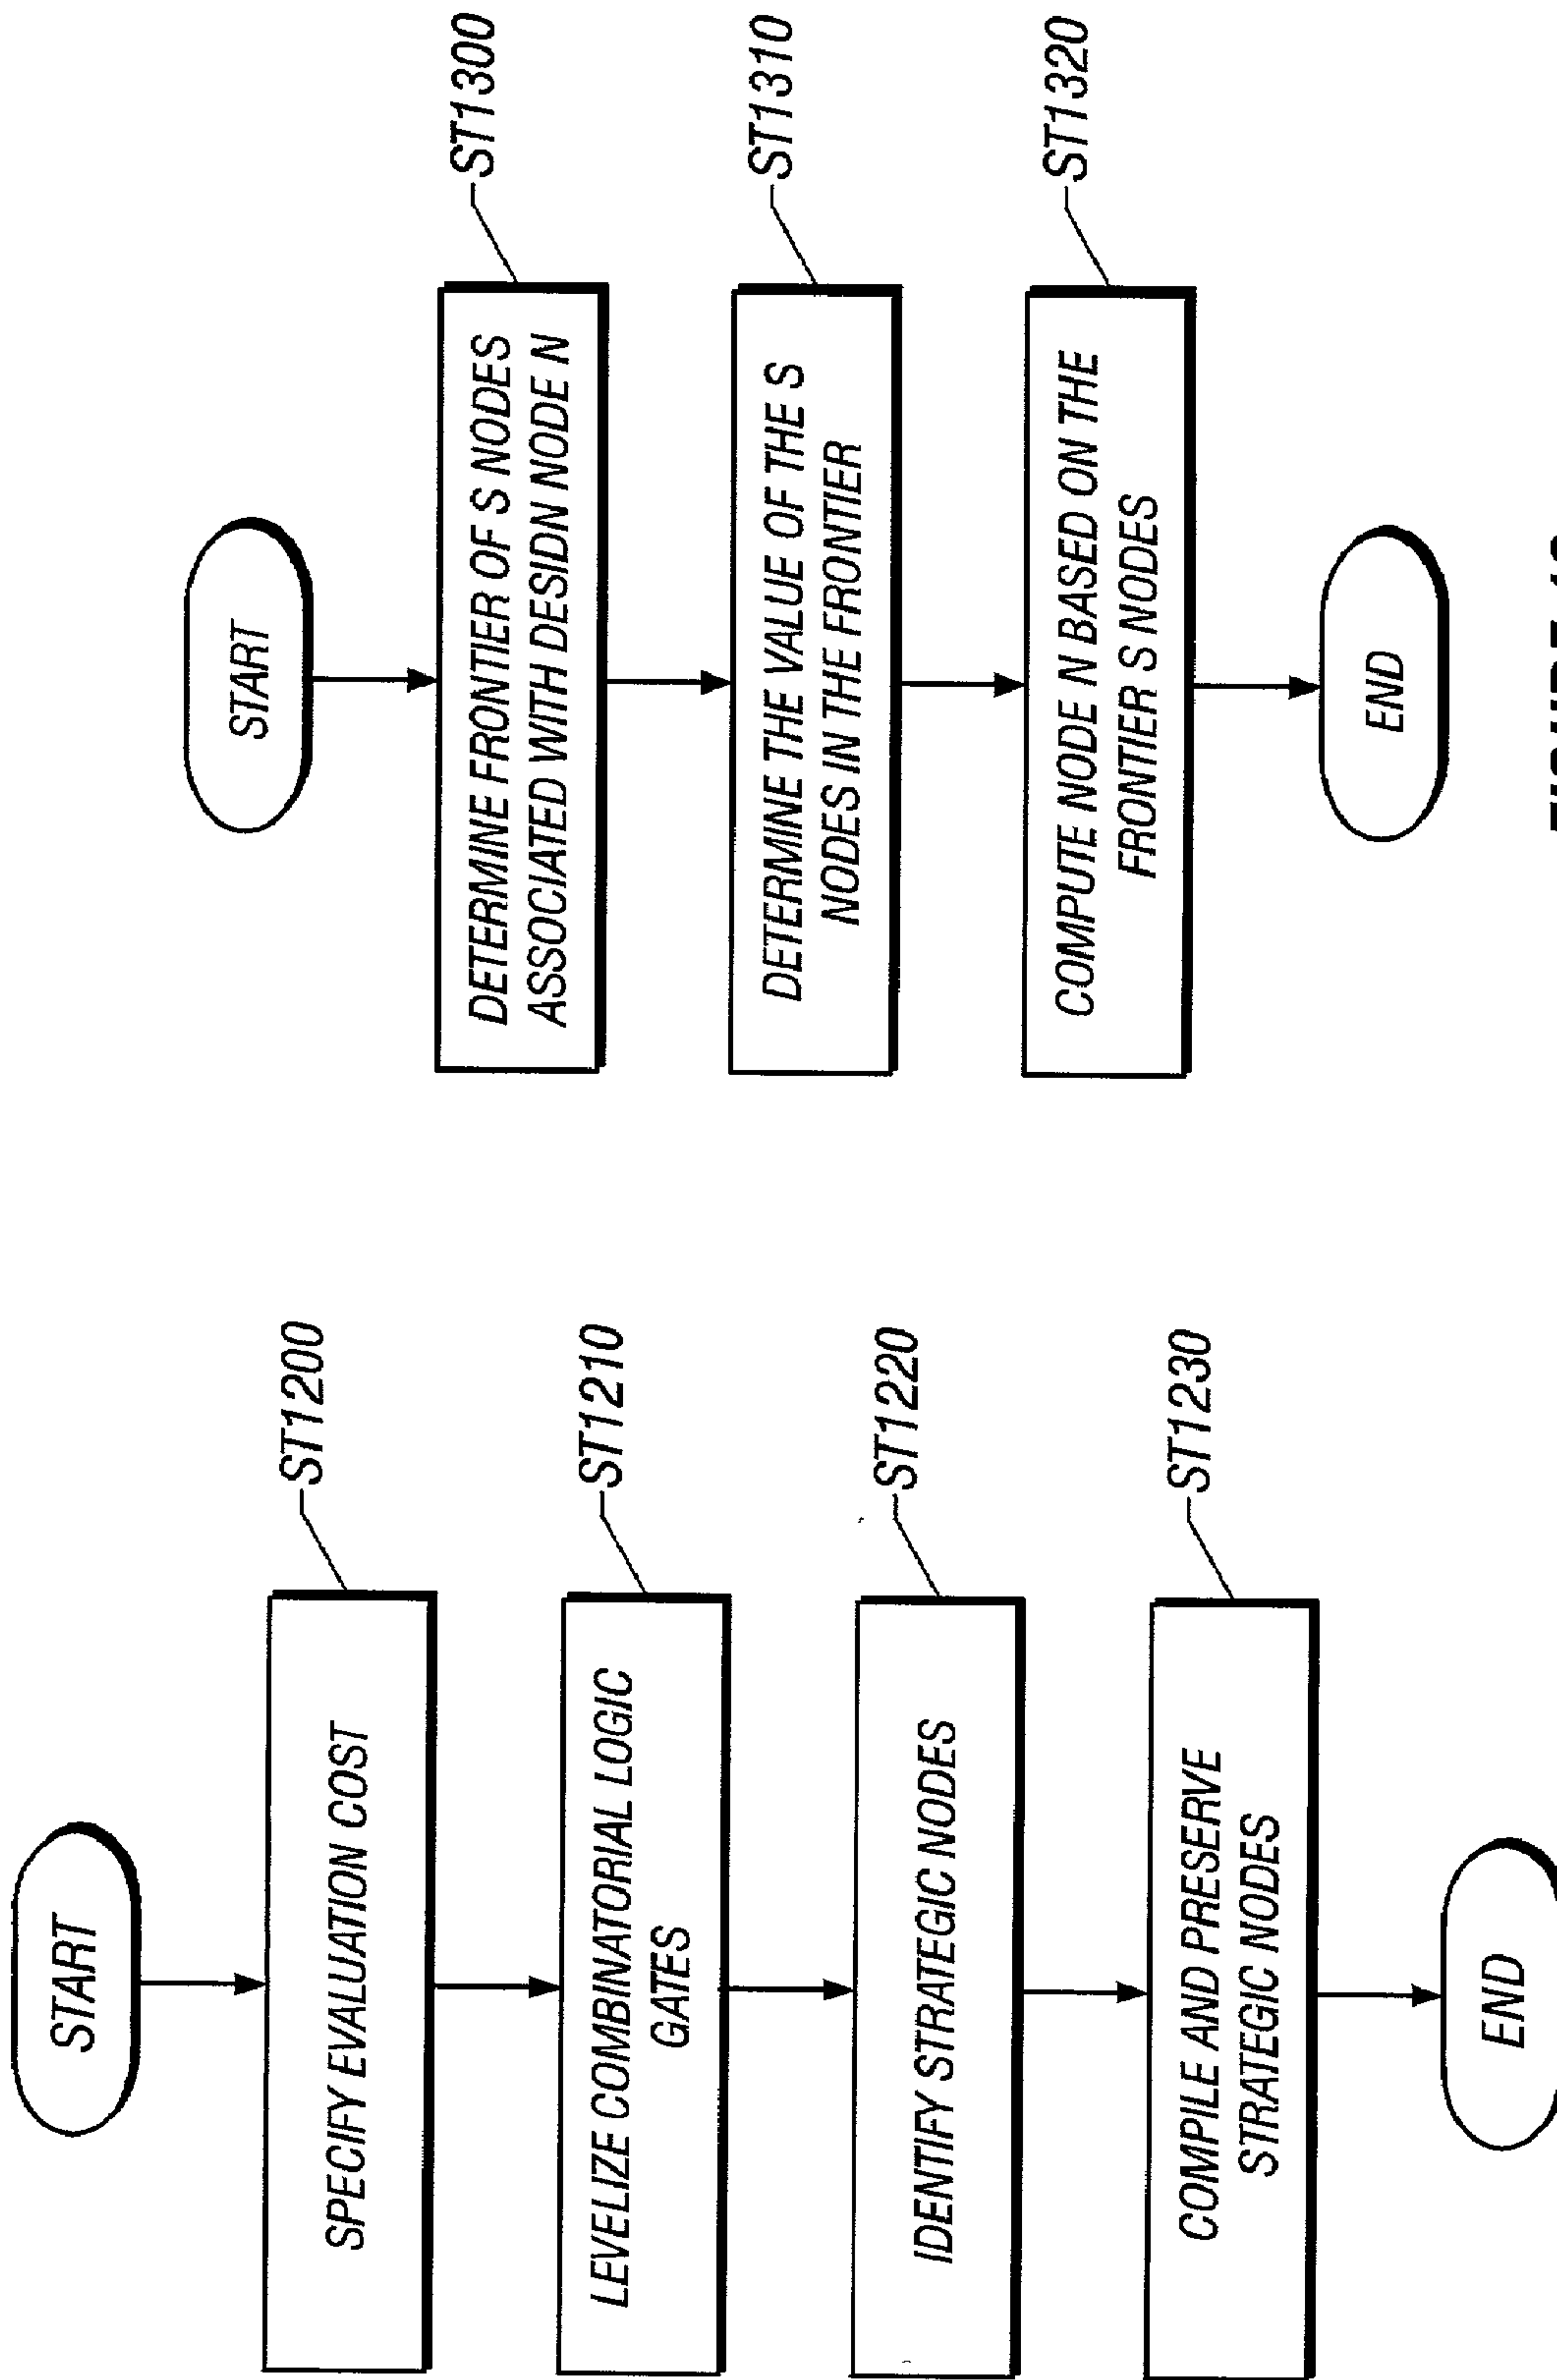 START
SPECIFY EVALUATION COST
ST1200
LEVELIZE COMBINATORIAL LOGIC
GATES
ST1210
IDENTIFY STRATEGIC NODES
ST1220
COMPILE AND PRESERVE
STRATEGIC NODES
ST1230
END
START
DETERMINE FRONTIER OF S NODES
ASSOCIATED WITH DESIDN NODE N
ST1300
DETERMINE THE VALUE OF THE S
NODES IN THE FRONTIER
ST1310
COMPUTE NODE N BASED ON THE
FRONTIER S NODES
ST1320
END